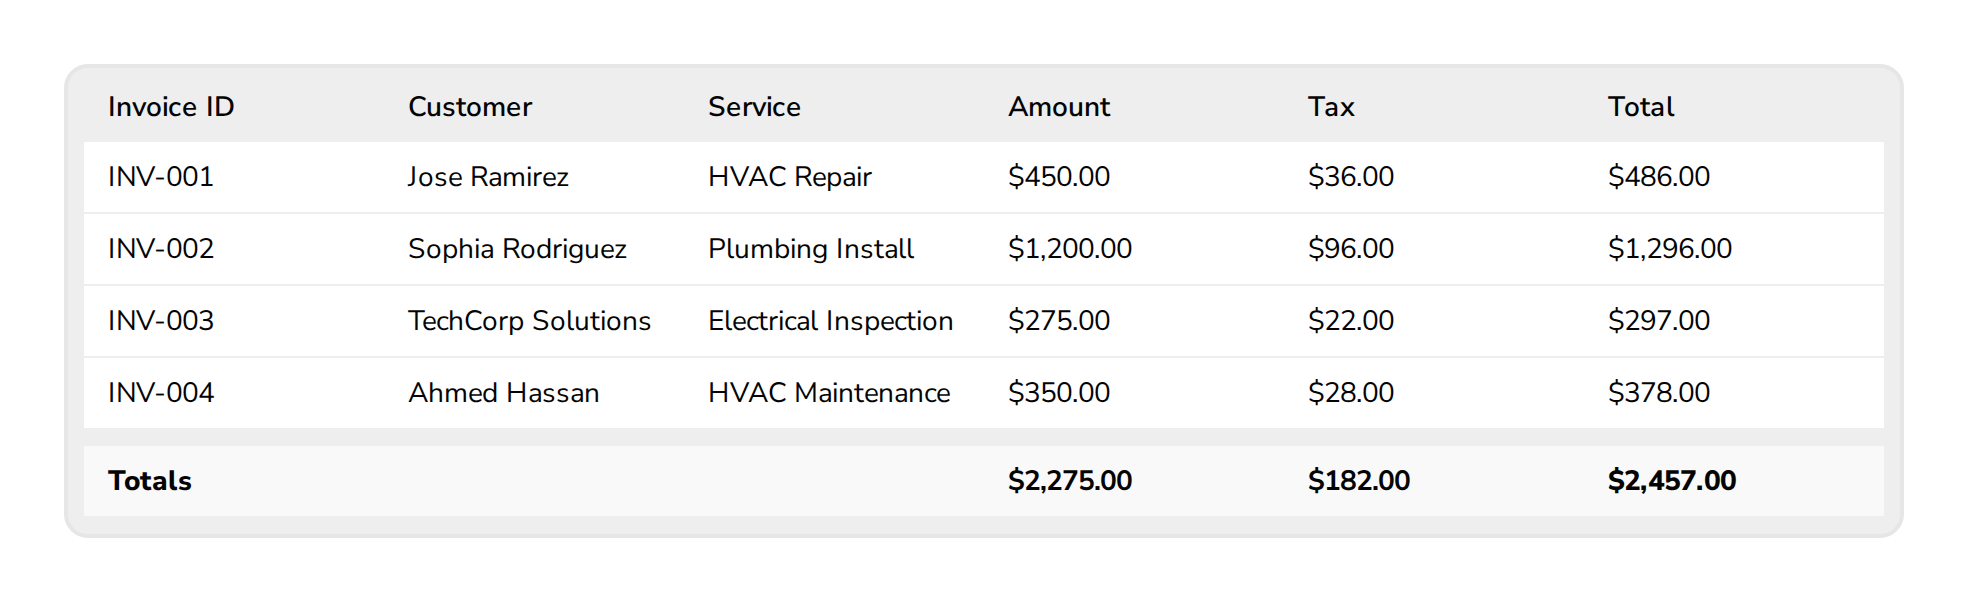 Invoice ID Customer Service Amount Tax Total
INV-001 Jose Ramirez HVAC Repair $450.00 $36.00 $486.00
INV-002 Sophia Rodriguez Plumbing Install $1,200.00 $96.00 $1,296.00
INV-003 TechCorp Solutions Electrical Inspection $275.00 $22.00 $297.00
INV-004 Ahmed Hassan HVAC Maintenance $350.00 $28.00 $378.00
Totals $2,275.00 $182.00 $2,457.00